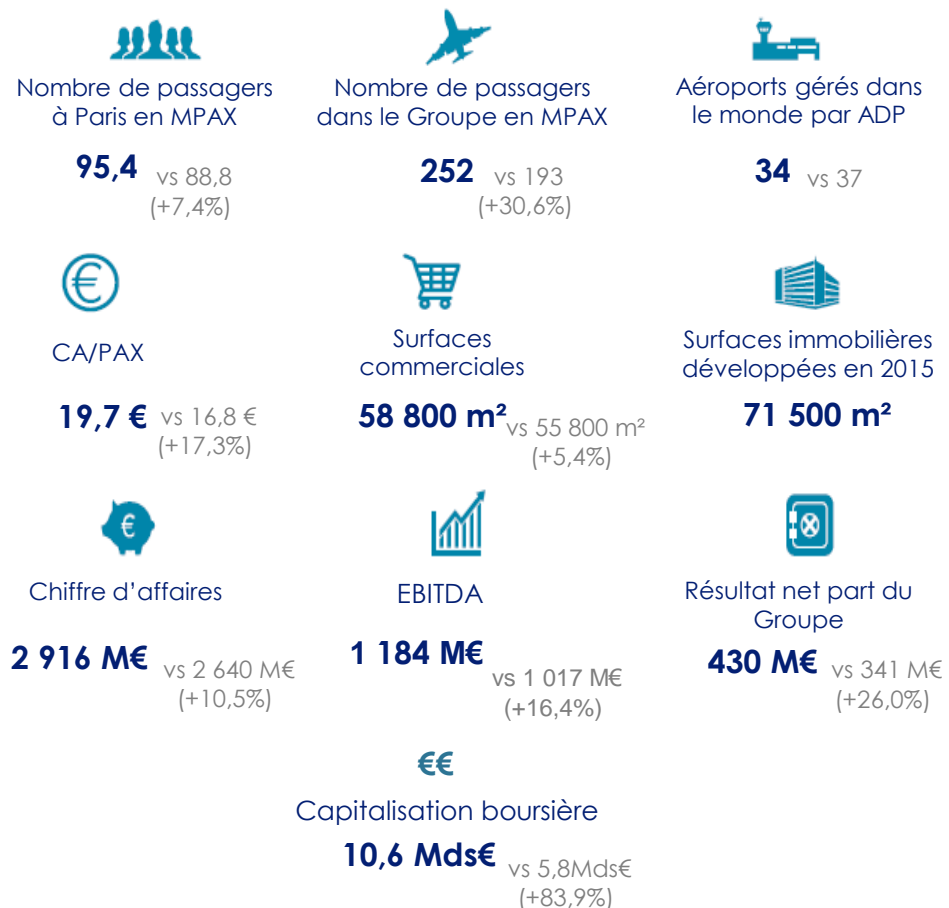 Nombre de passagers
à Paris en MPAX
95,4 vs 88,8
(+7,4%)
Nombre de passagers
dans le Groupe en MPAX
252 vs 193
(+30,6%)
Aéroports gérés dans
le monde par ADP
34 vs 37
€
CA/PAX
19,7 € vs 16,8 €
(+17,3%)
Surfaces
commerciales
58 800 m² vs 55 800 m²
(+5,4%)
Surfaces immobilières
développées en 2015
71 500 m²
€
Chiffre d’affaires
2 916 M€ vs 2 640 M€
(+10,5%)
EBITDA
1 184 M€ vs 1 017 M€
(+16,4%)
Résultat net part du
Groupe
430 M€ vs 341 M€
(+26,0%)
€€
Capitalisation boursière
10,6 Mds€ vs 5,8Mds€
(+83,9%)